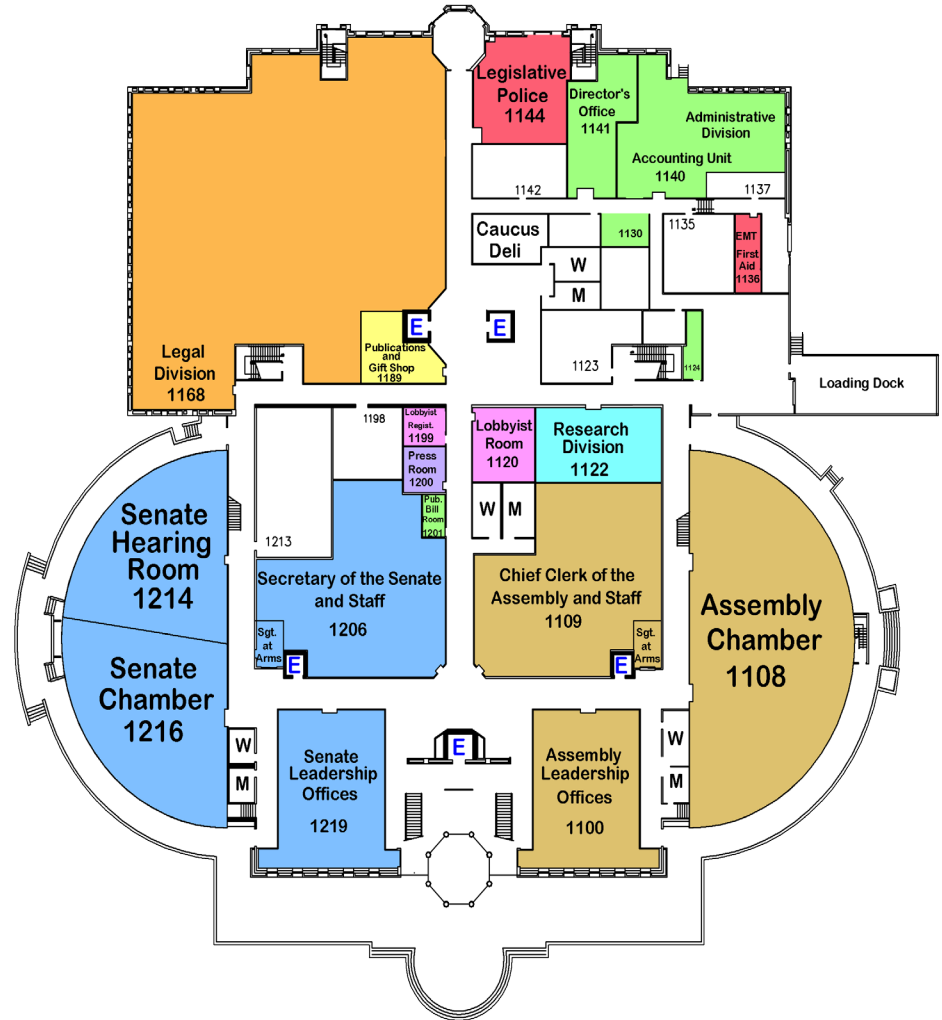 Legislative
Police
1144
Director's
Office
1141
Administrative
Division
Accounting Unit
1140
1137
1142
Caucus
Deli
1130
1135
EMT
First
Aid
1136
W
M
E
E
Publications
and
Gift Shop
1189
Legal
Division
1168
1123
1124
Loading Dock
1198
Lobbyist
Regist.
1199
Press
Room
1200
Lobbyist
Room
1120
Research
Division
1122
Pub.
Bill
Room
1201
W
M
1213
Senate
Hearing
Room
1214
Secretary of the Senate
and Staff
1206
Chief Clerk of the
Assembly and Staff
1109
Assembly
Chamber
1108
Sgt.
at
Arms
E
Sgt.
at
Arms
E
Senate
Chamber
1216
W
M
Senate
Leadership
Offices
1219
E
Assembly
Leadership
Offices
1100
W
M